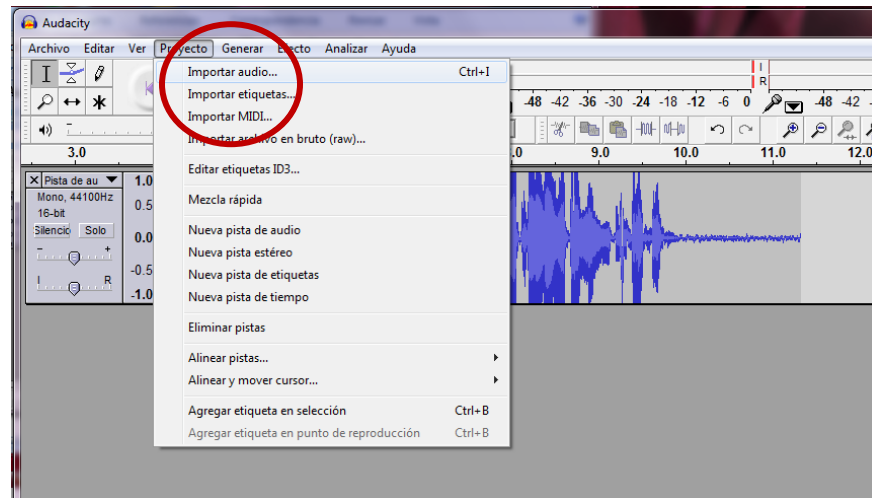 Audacity
Archivo Editar Ver Proyecto Generar Efecto Analizar Ayuda
Importar audio... Ctrl+I
Importar etiquetas...
Importar MIDI...
Importar archivo en bruto (raw)...
Editar etiquetas ID3...
Mezcla rápida
Nueva pista de audio
Nueva pista estéreo
Nueva pista de etiquetas
Nueva pista de tiempo
Eliminar pistas
Alinear pistas...
Alinear y mover cursor...
Agregar etiqueta en selección Ctrl+B
Agregar etiqueta en punto de reproducción Ctrl+B
I
R
-48 -42 -36 -30 -24 -18 -12 -6 0 -48 -42
3.0 .0 9.0 10.0 11.0 12.0
Pista de au 1.0
Mono, 44100Hz
16-bit 0.5
Silencio Solo
- + 0.0
I R -0.5
-1.0